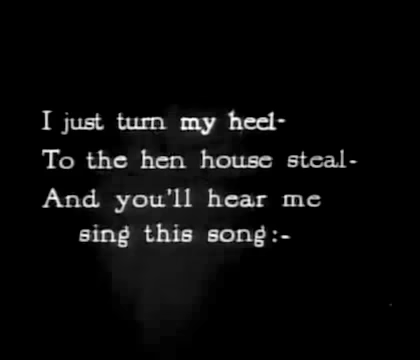 I just turn my heel-
To the hen house steal-
And you'll hear me
sing this song:-